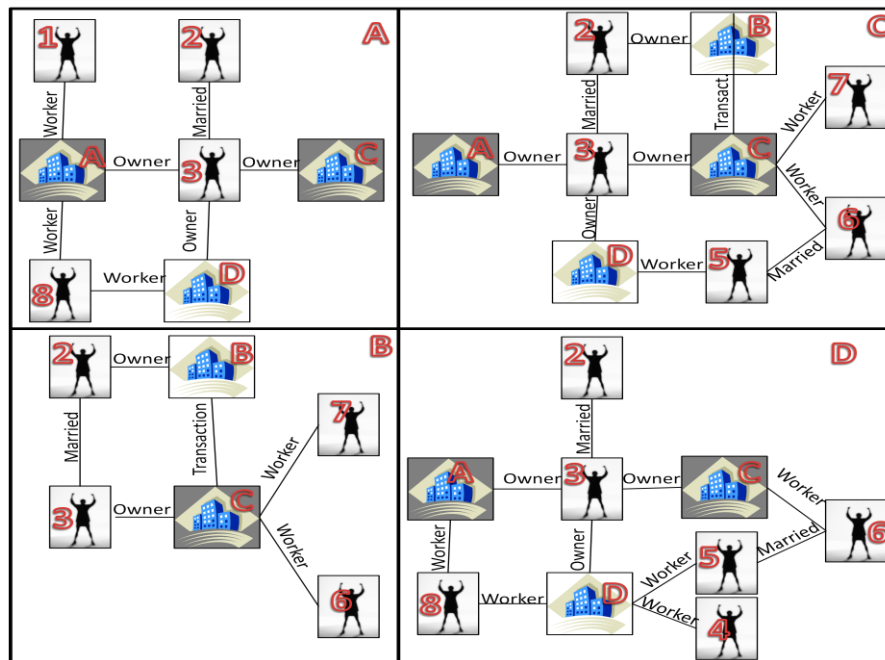 1
2
A
Worker
Married
A
Owner
3
Owner
C
Worker
Owner
8
Worker
D
2
Owner
B
C
Married
Transact.
7
Worker
A
Owner
3
Owner
C
Worker
Owner
6
D
Worker
5
Married
2
Owner
B
B
Married
Transaction
7
Worker
3
Owner
C
Worker
6
2
D
Married
A
Owner
3
Owner
C
Worker
Worker
Owner
6
Worker
5
Married
8
Worker
D
Worker
4